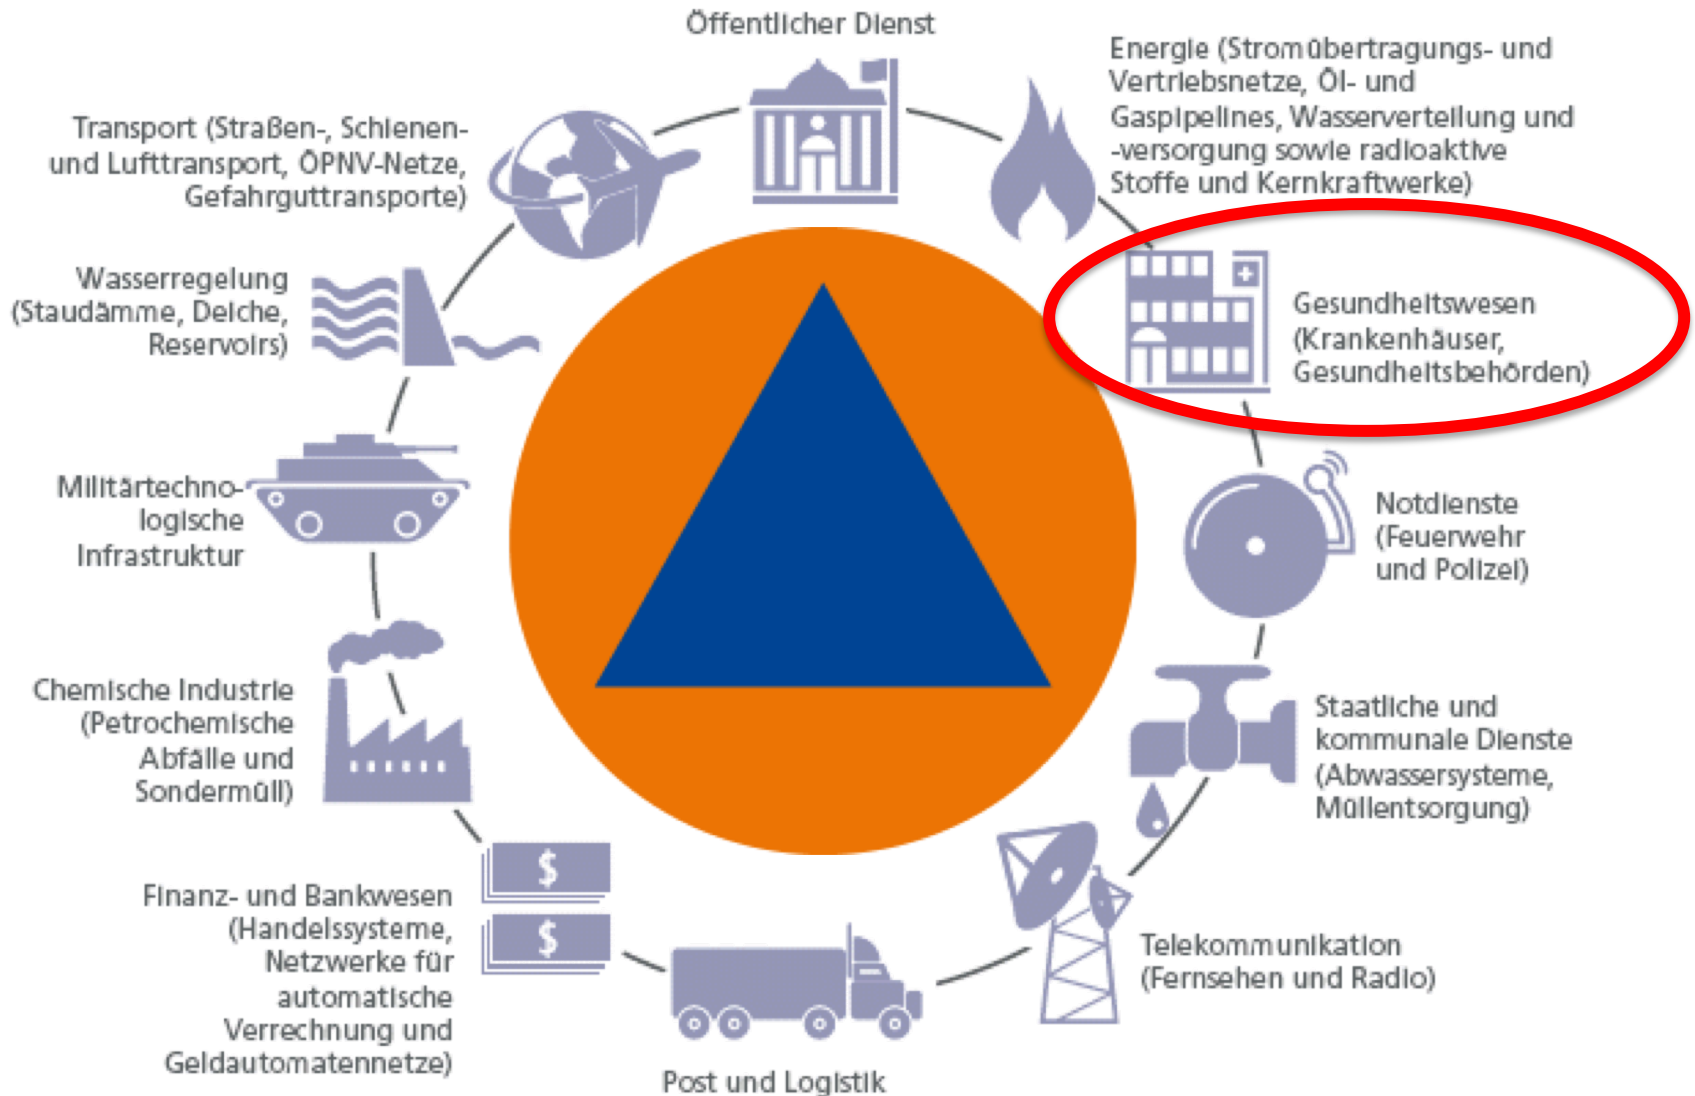 Öffentlicher Dienst
Energie (Stromübertragungs- und
Vertriebsnetze, Öl- und
Gaspipelines, Wasserverteilung und
-versorgung sowie radioaktive
Stoffe und Kernkraftwerke)
Gesundheitswesen
(Krankenhäuser,
Gesundheitsbehörden)
Notdienste
(Feuerwehr
und Polizei)
Staatliche und
kommunale Dienste
(Abwassersysteme,
Müllentsorgung)
Telekommunikation
(Fernsehen und Radio)
Post und Logistik
Finanz- und Bankwesen
(Handelssysteme,
Netzwerke für
automatische
Verrechnung und
Geldautomatennetze)
$
$
Chemische Industrie
(Petrochemische
Abfälle und
Sondermüll)
Militärtechno-
logische
Infrastruktur
Wasserregelung
(Staudämme, Deiche,
Reservoirs)
Transport (Straßen-, Schienen-
und Lufttransport, ÖPNV-Netze,
Gefahrguttransporte)